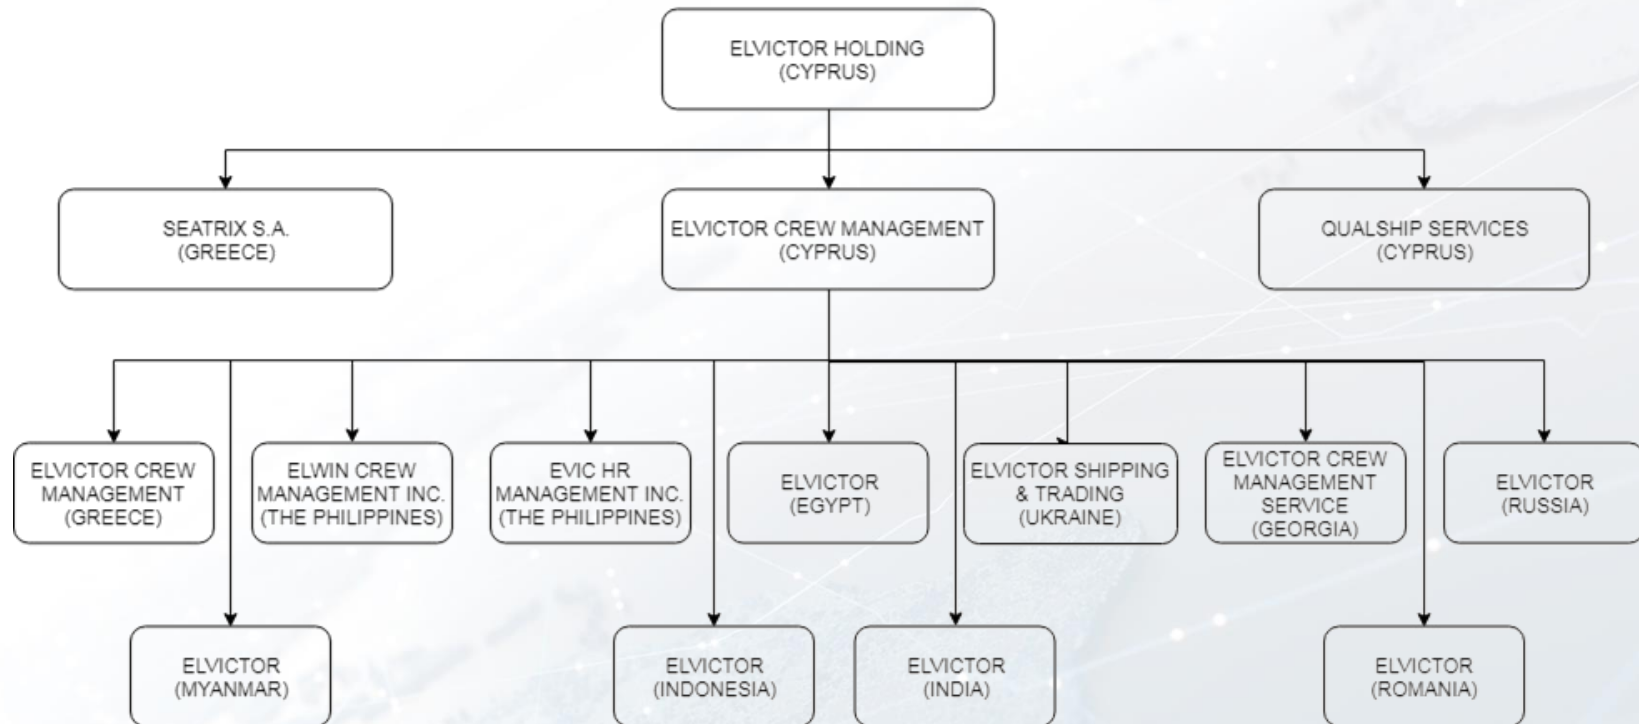 ELVICTOR HOLDING
(CYPRUS)
SEATRIX S.A.
(GREECE)
ELVICTOR CREW MANAGEMENT
(CYPRUS)
QUALSHIP SERVICES
(CYPRUS)
ELVICTOR CREW
MANAGEMENT
(GREECE)
ELWIN CREW
MANAGEMENT INC.
(THE PHILIPPINES)
EVIC HR
MANAGEMENT INC.
(THE PHILIPPINES)
ELVICTOR
(EGYPT)
ELVICTOR SHIPPING
& TRADING
(UKRAINE)
ELVICTOR CREW
MANAGEMENT
SERVICE
(GEORGIA)
ELVICTOR
(RUSSIA)
ELVICTOR
(MYANMAR)
ELVICTOR
(INDONESIA)
ELVICTOR
(INDIA)
ELVICTOR
(ROMANIA)